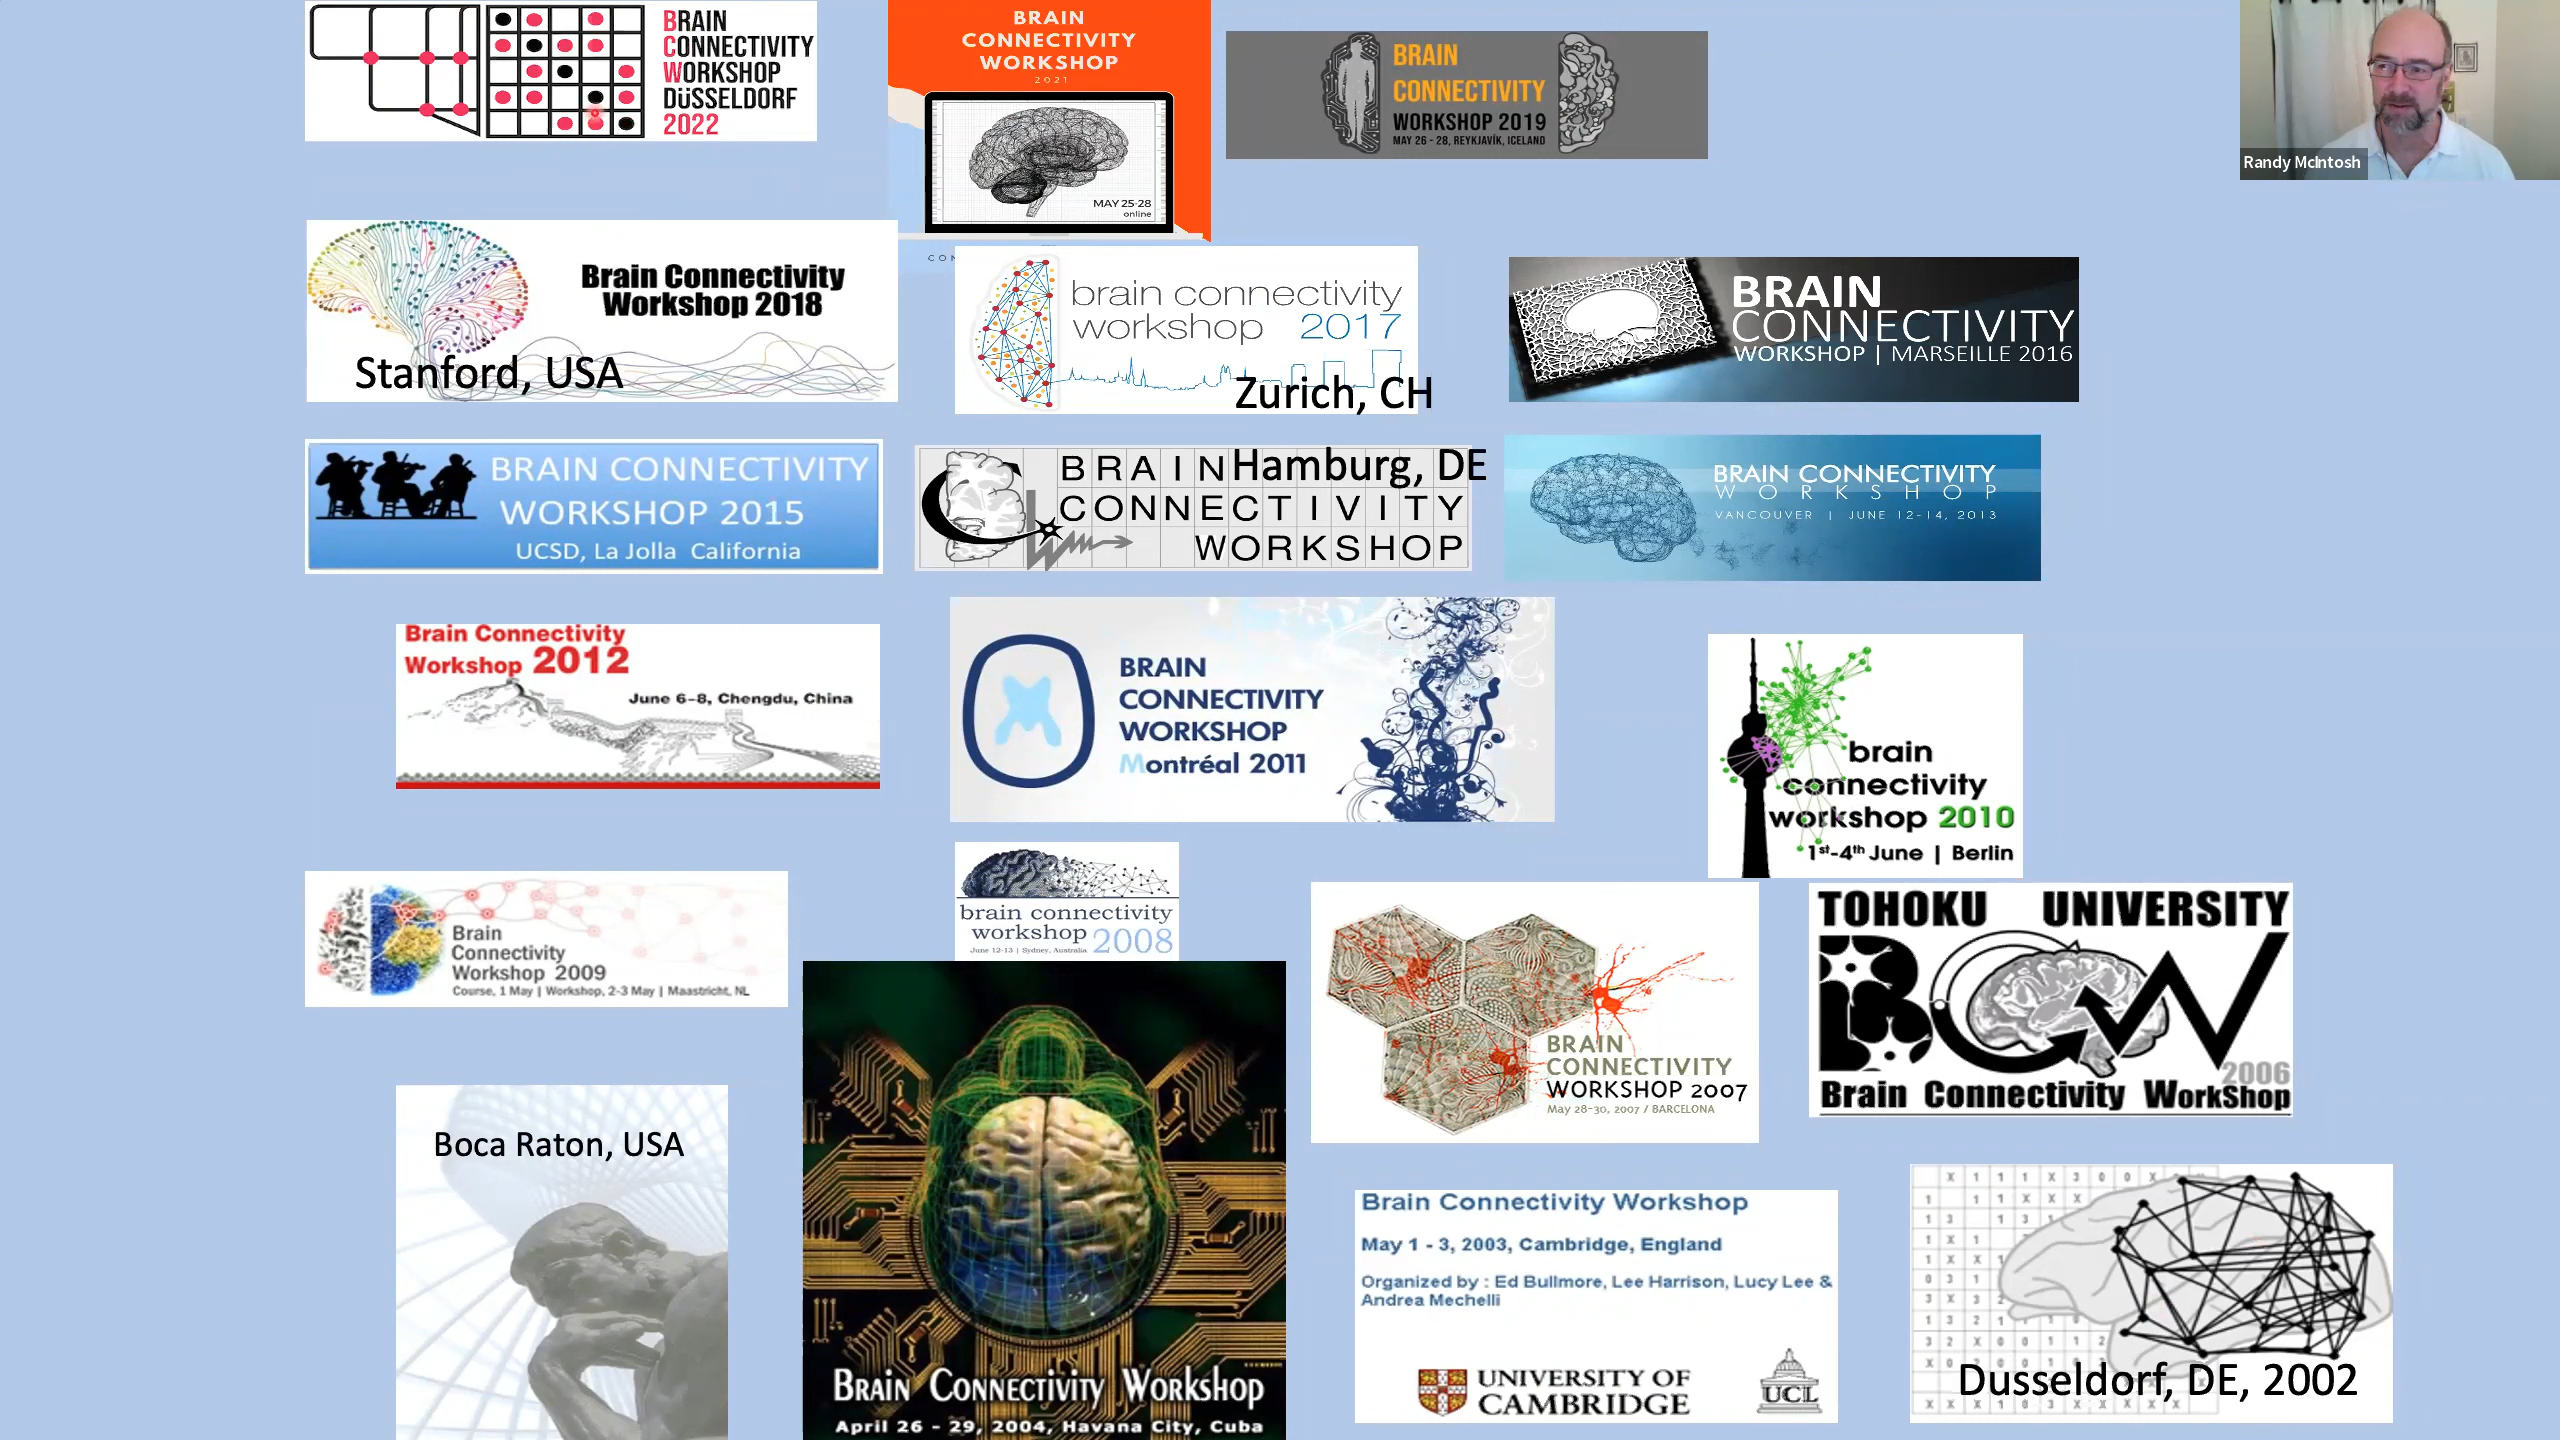 BRAIN
CONNECTIVITY
WORKSHOP
DÜSSELDORF
2022
BRAIN
CONNECTIVITY
WORKSHOP
2021
MAY 25-28
online
CON
BRAIN
CONNECTIVITY
WORKSHOP 2019
MAY 26 - 28, REYKJAVÍK, ICELAND
Randy McIntosh
Brain Connectivity
Workshop 2018
Stanford, USA
brain connectivity
workshop 2017
Zurich, CH
BRAIN
CONNECTIVITY
WORKSHOP | MARSEILLE 2016
BRAIN CONNECTIVITY
WORKSHOP 2015
UCSD, La Jolla California
BRAIN
Hamburg, DE
CONNECTIVITY
WORKSHOP
BRAIN CONNECTIVITY
WORKSHOP
VANCOUVER | JUNE 12-14, 2013
Brain Connectivity
Workshop 2012
June 6-8, Chengdu, China
BRAIN
CONNECTIVITY
WORKSHOP
Montréal 2011
brain
connectivity
workshop 2010
1st-4th June | Berlin
Brain
Connectivity
Workshop 2009
Course, 1 May | Workshop, 2-3 May | Maastricht, NL
brain connectivity
workshop 2008
June 12-13 | Sydney, Australia
BRAIN
CONNECTIVITY
WORKSHOP 2007
May 28-30, 2007 / BARCELONA
TOHOKU UNIVERSITY
BCW
2006
Brain Connectivity WorkShop
Boca Raton, USA
BRAIN CONNECTIVITY WORKSHOP
April 26 - 29, 2004, Havana City, Cuba
Brain Connectivity Workshop
May 1 - 3, 2003, Cambridge, England
Organized by : Ed Bullmore, Lee Harrison, Lucy Lee &
Andrea Mechelli
UNIVERSITY OF
CAMBRIDGE
UCL
Dusseldorf, DE, 2002